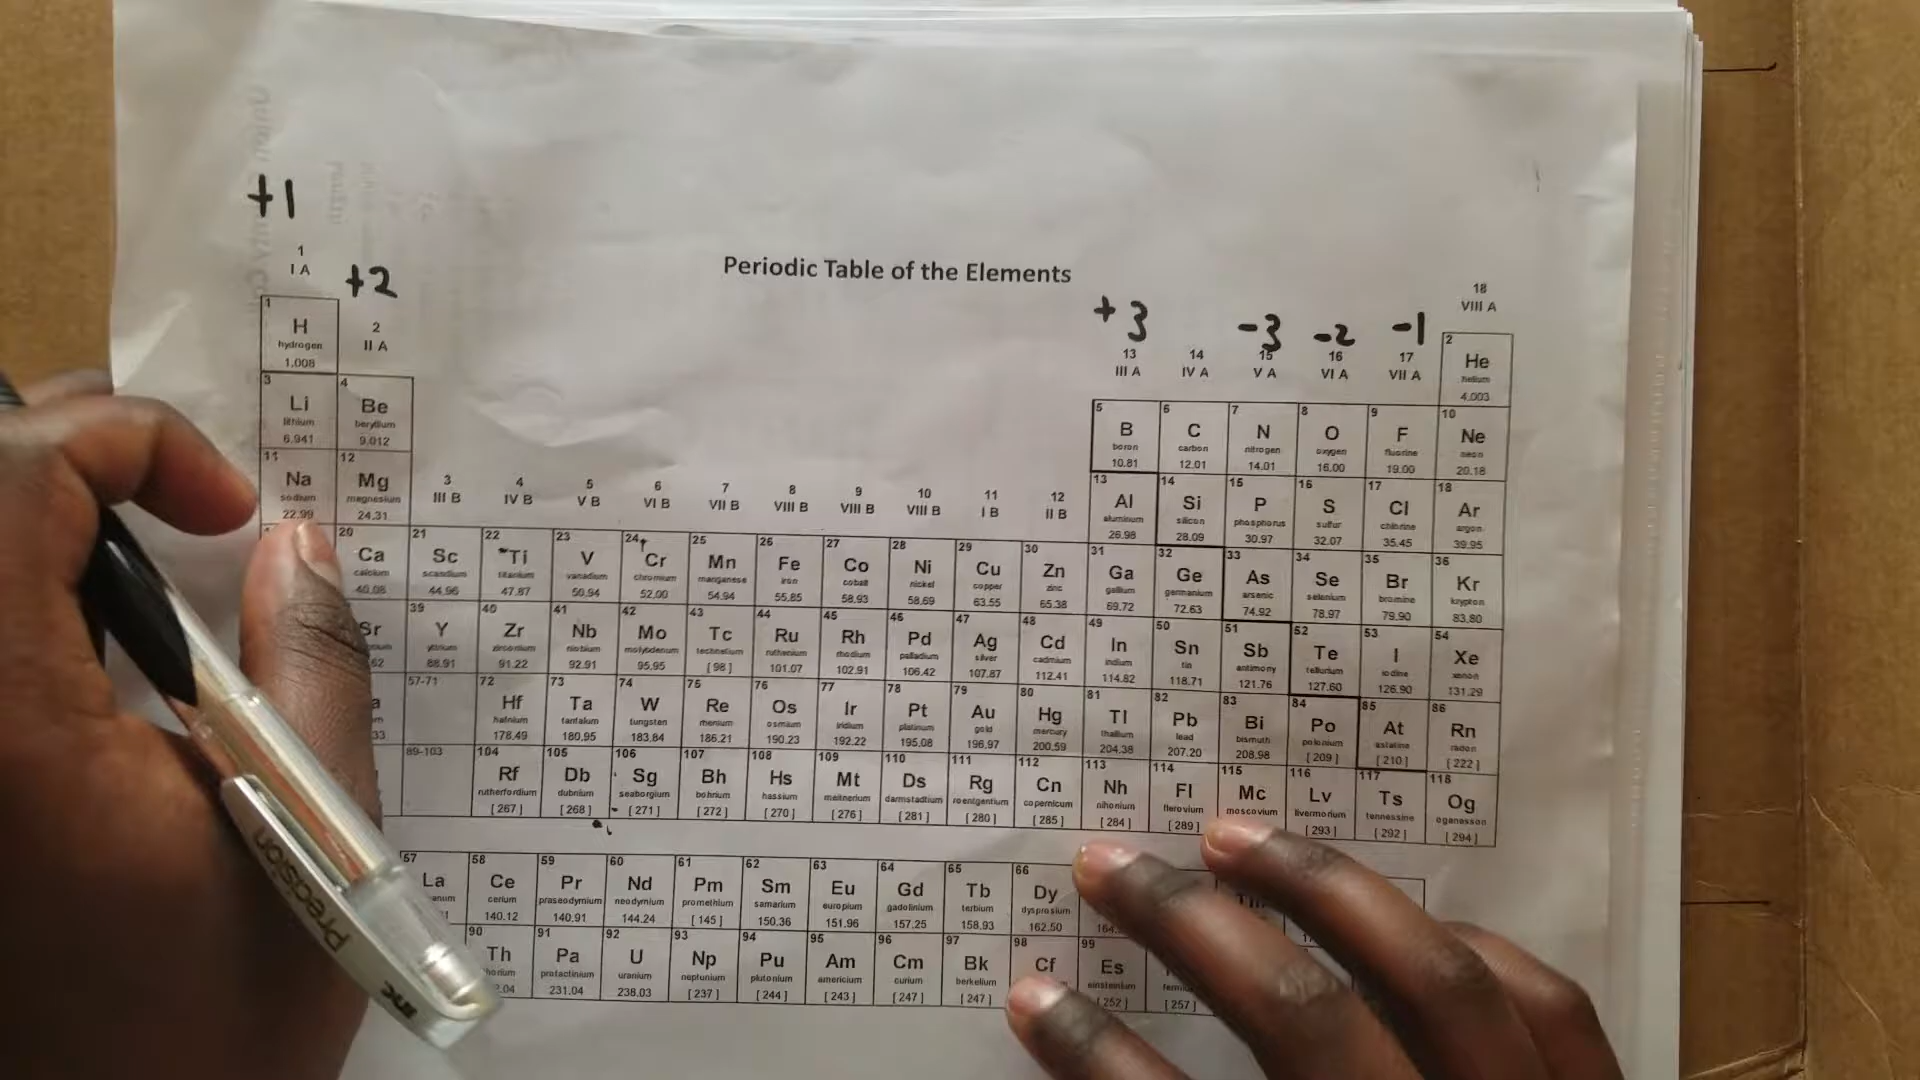 +1
1
I A
+2
2
II A
Periodic Table of the Elements
+3
-3
-2
-1
13
III A
14
IV A
15
V A
16
VI A
17
VII A
18
VIII A
1
H
hydrogen
1.008
2
He
helium
4.003
3
Li
lithium
6.941
4
Be
beryllium
9.012
5
B
boron
10.81
6
C
carbon
12.01
7
N
nitrogen
14.01
8
O
oxygen
16.00
9
F
fluorine
19.00
10
Ne
neon
20.18
11
Na
sodium
22.99
12
Mg
magnesium
24.31
3
III B
4
IV B
5
V B
6
VI B
7
VII B
8
VIII B
9
VIII B
10
VIII B
11
I B
12
II B
13
Al
aluminum
26.98
14
Si
silicon
28.09
15
P
phosphorus
30.97
16
S
sulfur
32.07
17
Cl
chlorine
35.45
18
Ar
argon
39.95
20
Ca
calcium
40.08
21
Sc
scandium
44.96
22
Ti
titanium
47.87
23
V
vanadium
50.94
24
Cr
chromium
52.00
25
Mn
manganese
54.94
26
Fe
iron
55.85
27
Co
cobalt
58.93
28
Ni
nickel
58.69
29
Cu
copper
63.55
30
Zn
zinc
65.38
31
Ga
gallium
69.72
32
Ge
germanium
72.63
33
As
arsenic
74.92
34
Se
selenium
78.97
35
Br
bromine
79.90
36
Kr
krypton
83.80
Sr
62
39
Y
yttrium
88.91
40
Zr
zirconium
91.22
41
Nb
niobium
92.91
42
Mo
molybdenum
95.95
43
Tc
technetium
[ 98 ]
44
Ru
ruthenium
101.07
45
Rh
rhodium
102.91
46
Pd
palladium
106.42
47
Ag
silver
107.87
48
Cd
cadmium
112.41
49
In
indium
114.82
50
Sn
tin
118.71
51
Sb
antimony
121.76
52
Te
tellurium
127.60
53
I
iodine
126.90
54
Xe
xenon
131.29
a
33
57-71
72
Hf
hafnium
178.49
73
Ta
tantalum
180.95
74
W
tungsten
183.84
75
Re
rhenium
186.21
76
Os
osmium
190.23
77
Ir
iridium
192.22
78
Pt
platinum
195.08
79
Au
gold
196.97
80
Hg
mercury
200.59
81
Tl
thallium
204.38
82
Pb
lead
207.20
83
Bi
bismuth
208.98
84
Po
polonium
[ 209 ]
85
At
astatine
[ 210 ]
86
Rn
radon
[ 222 ]
89-103
104
Rf
rutherfordium
[ 267 ]
105
Db
dubnium
[ 268 ]
106
Sg
seaborgium
[ 271 ]
107
Bh
bohrium
[ 272 ]
108
Hs
hassium
[ 270 ]
109
Mt
meitnerium
[ 276 ]
110
Ds
darmstadtium
[ 281 ]
111
Rg
roentgentium
[ 280 ]
112
Cn
copernicum
[ 285 ]
113
Nh
nihonium
[ 284 ]
114
Fl
flerovium
[ 289 ]
115
Mc
moscovium
116
Lv
livermorium
[ 293 ]
117
Ts
tennessine
[ 292 ]
118
Og
oganesson
[ 294 ]
57
La
anum
58
Ce
cerium
140.12
59
Pr
praseodymium
140.91
60
Nd
neodymium
144.24
61
Pm
promethium
[ 145 ]
62
Sm
samarium
150.36
63
Eu
europium
151.96
64
Gd
gadolinium
157.25
65
Tb
terbium
158.93
66
Dy
dysprosium
162.50
164.
90
Th
horium
2.04
91
Pa
protactinium
231.04
92
U
uranium
238.03
93
Np
neptunium
[ 237 ]
94
Pu
plutonium
[ 244 ]
95
Am
americium
[ 243 ]
96
Cm
curium
[ 247 ]
97
Bk
berkelium
[ 247 ]
98
Cf
99
Es
einsteinium
[ 252 ]
[ 257 ]
Precision